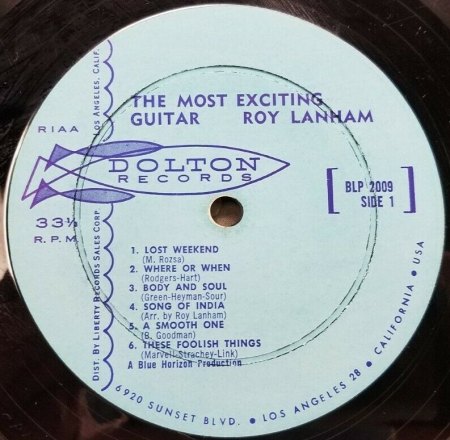 THE MOST EXCITING
GUITAR ROY LANHAM
RIAA
DOLTON
RECORDS
33⅓
R.P.M.
[BLP 2009
SIDE 1]
1. LOST WEEKEND
(M. Rozsa)
2. WHERE OR WHEN
(Rodgers-Hart)
3. BODY AND SOUL
(Green-Heyman-Sour)
4. SONG OF INDIA
(Arr. by Roy Lanham)
5. A SMOOTH ONE
(B. Goodman)
6. THESE FOOLISH THINGS
(Marvell-Strachey-Link)
A Blue Horizon Production
DIST. BY LIBERTY RECORDS SALES CORP.
LOS ANGELES, CALIF.
6920 SUNSET BLVD. • LOS ANGELES 28 • CALIFORNIA • USA